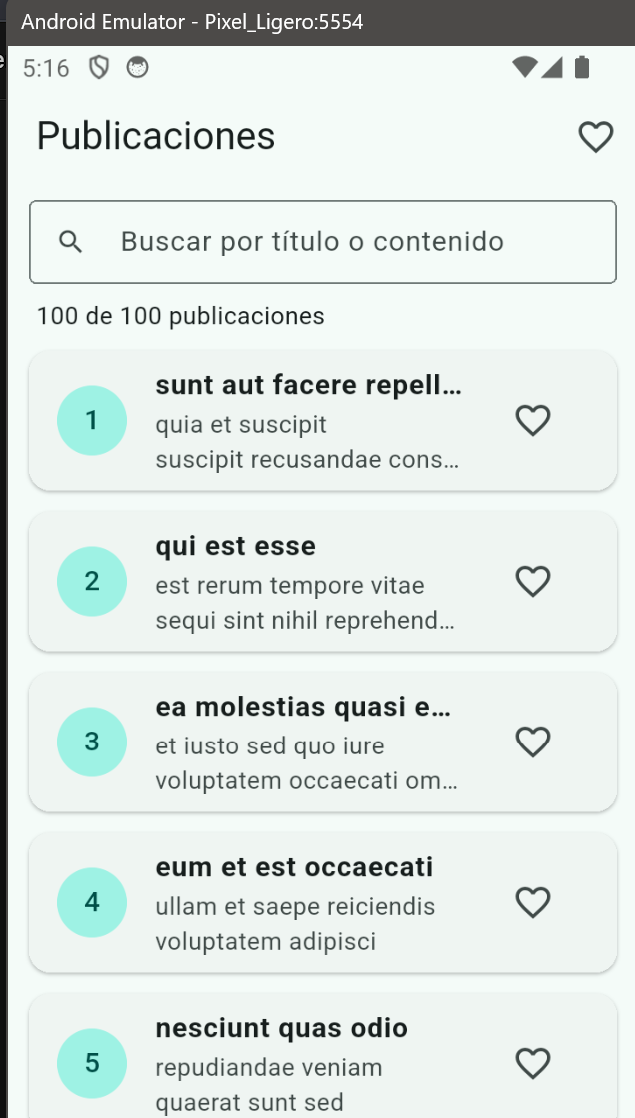 Android Emulator - Pixel_Ligero:5554
5:16
Publicaciones
Buscar por título o contenido
100 de 100 publicaciones
1
sunt aut facere repell…
quia et suscipit
suscipit recusandae cons…
2
qui est esse
est rerum tempore vitae
sequi sint nihil reprehend…
3
ea molestias quasi e…
et iusto sed quo iure
voluptatem occaecati om…
4
eum et est occaecati
ullam et saepe reiciendis
voluptatem adipisci
5
nesciunt quas odio
repudiandae veniam
quaerat sunt sed